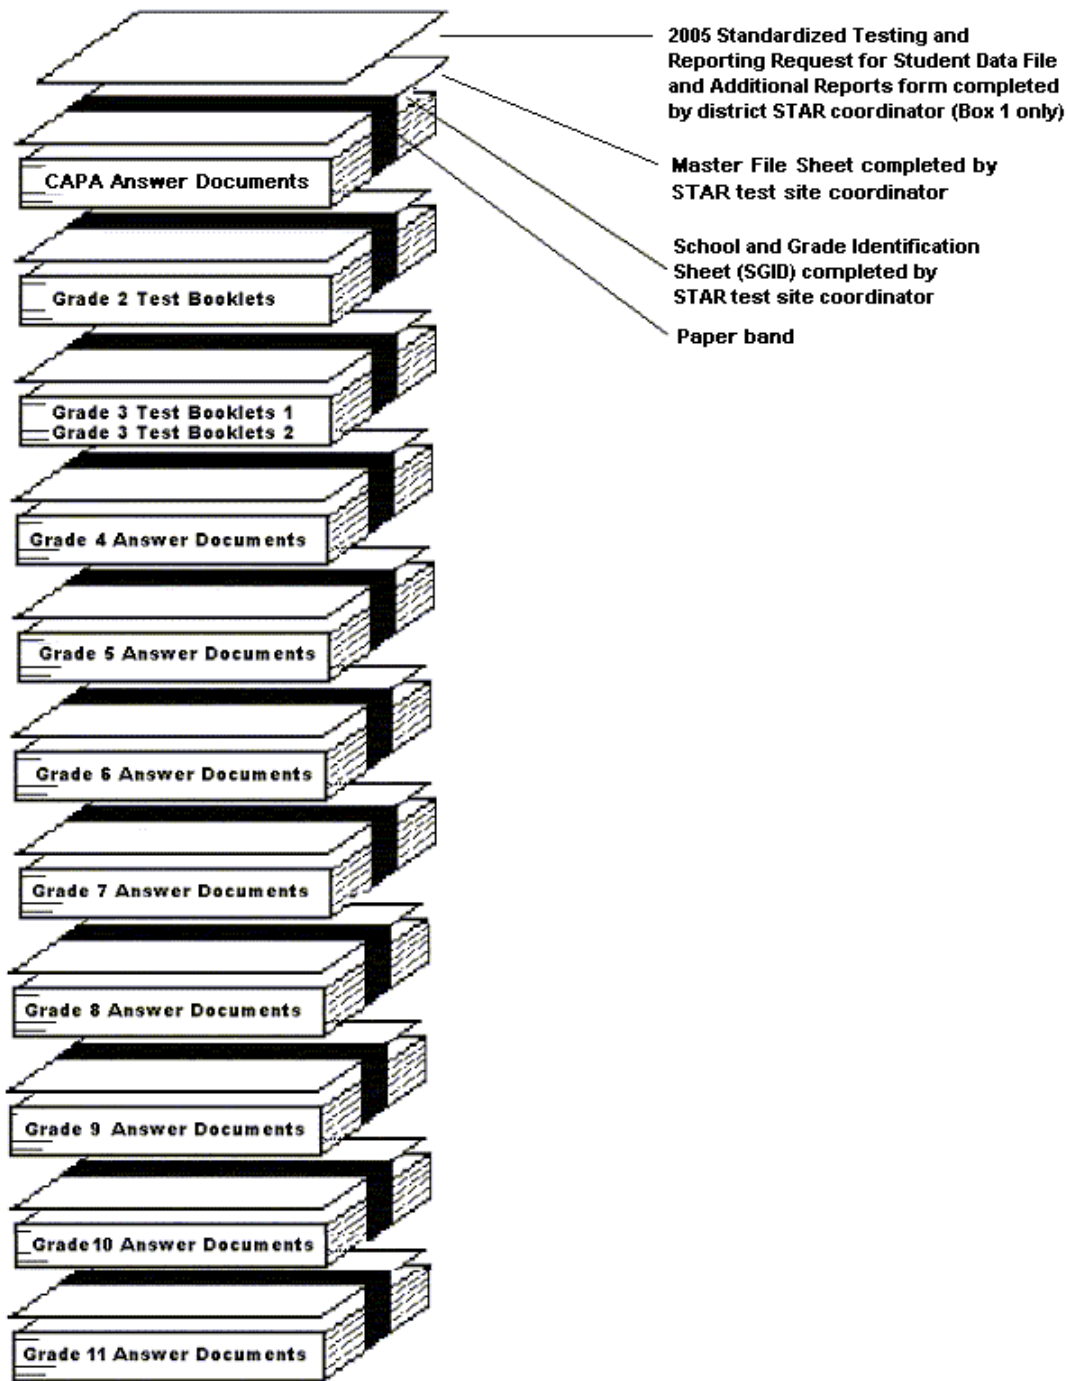 2005 Standardized Testing and
Reporting Request for Student Data File
and Additional Reports form completed
by district STAR coordinator (Box 1 only)
Master File Sheet completed by
STAR test site coordinator
School and Grade Identification
Sheet (SGID) completed by
STAR test site coordinator
Paper band
CAPA Answer Documents
Grade 2 Test Booklets
Grade 3 Test Booklets 1
Grade 3 Test Booklets 2
Grade 4 Answer Documents
Grade 5 Answer Documents
Grade 6 Answer Documents
Grade 7 Answer Documents
Grade 8 Answer Documents
Grade 9 Answer Documents
Grade 10 Answer Documents
Grade 11 Answer Documents